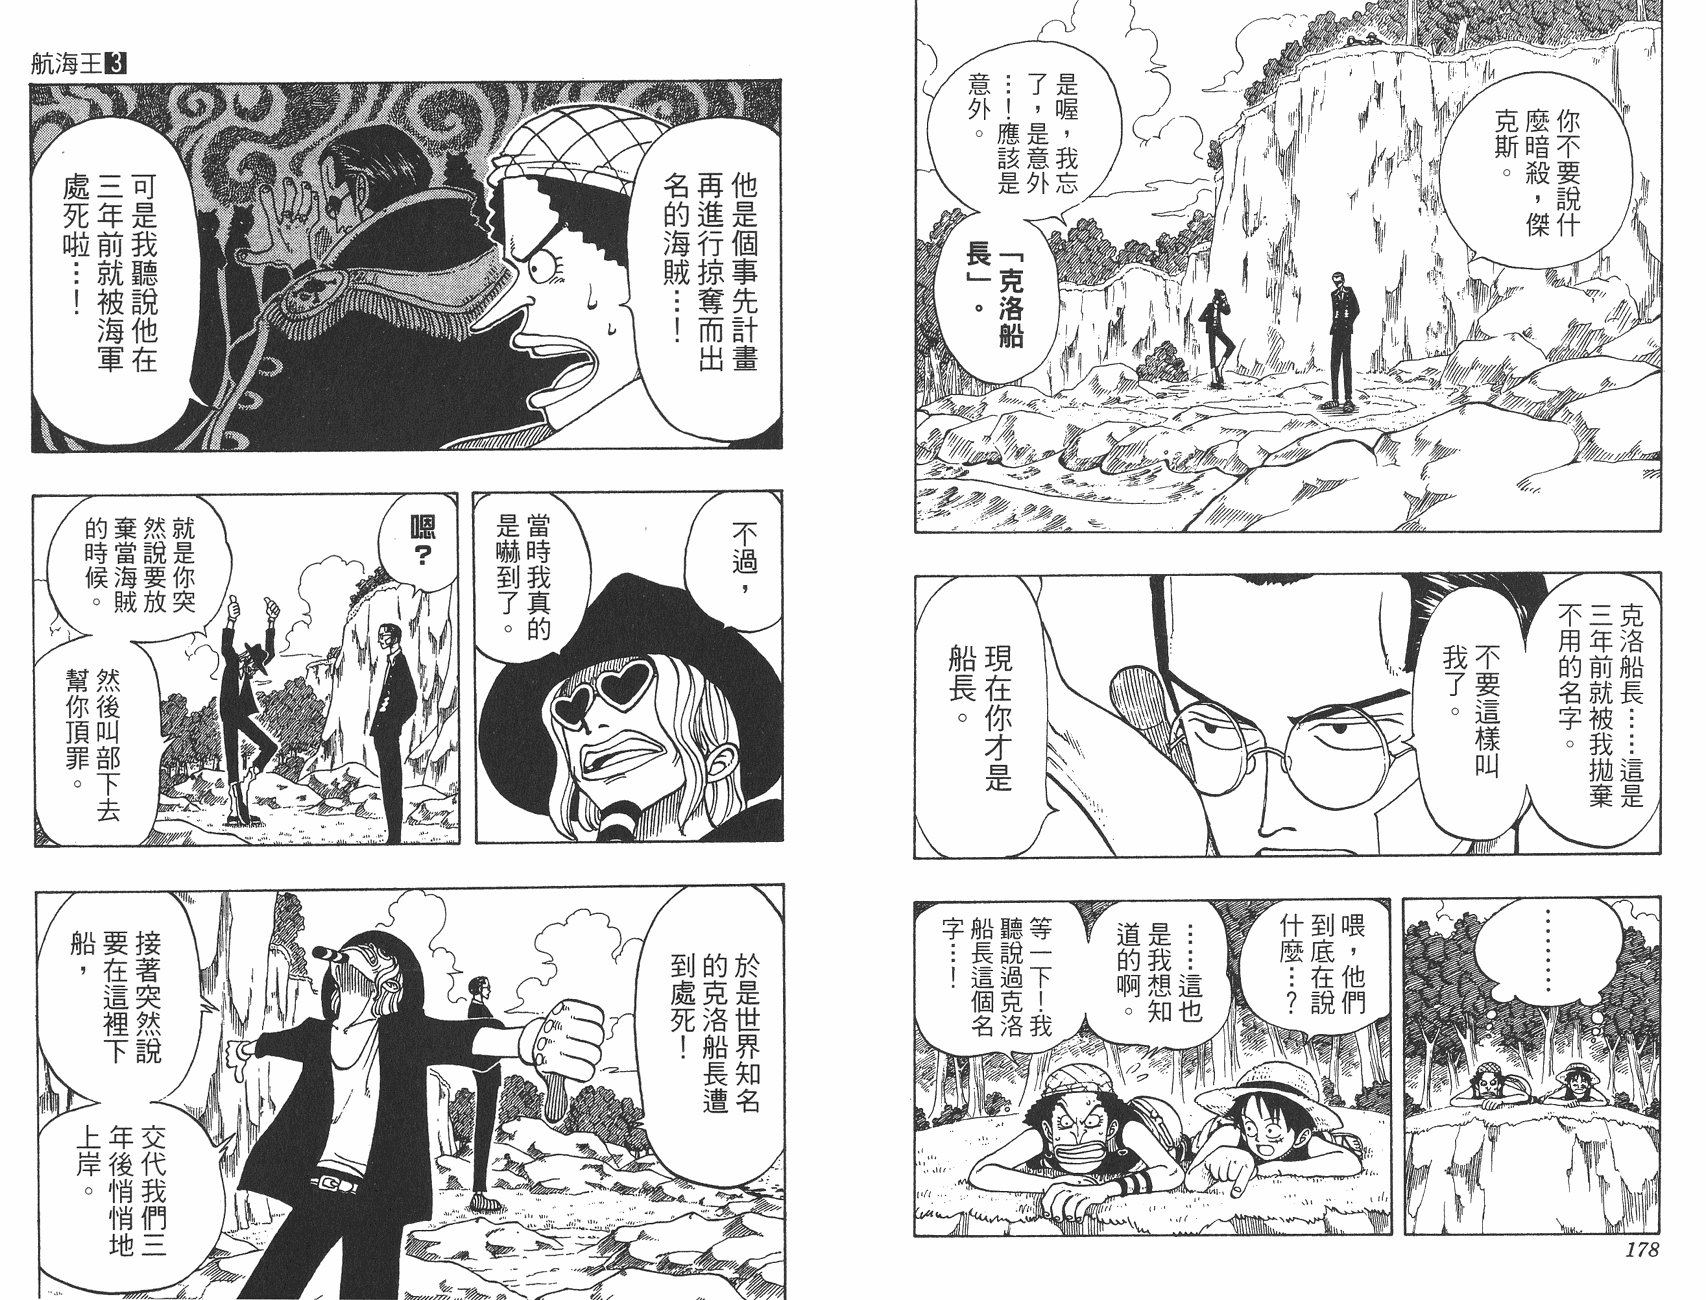 你不要說什
麼暗殺，傑
克斯。
是喔，我忘
了，是意外
…！應該是
意外。
「克洛船
長」。
克洛船長……這是
三年前就被我拋棄
不用的名字。
不要這樣叫
我了。
現在你才是
船長。
………
喂，他們
到底在說
什麼…？
……這也
是我想知
道的啊。
等一下！我
聽說過克洛
船長這個名
字…！
178
航海王3
他是個事先計畫
再進行掠奪而出
名的海賊…！
可是我聽說他在
三年前就被海軍
處死啦…！
不過，
當時我真的
是嚇到了。
嗯？
就是你突
然說要放
棄當海賊
的時候。
然後叫部下去
幫你頂罪。
於是世界知名
的克洛船長遭
到處死！
接著突然說
要在這裡下
船，
交代我們三
年後悄悄地
上岸。